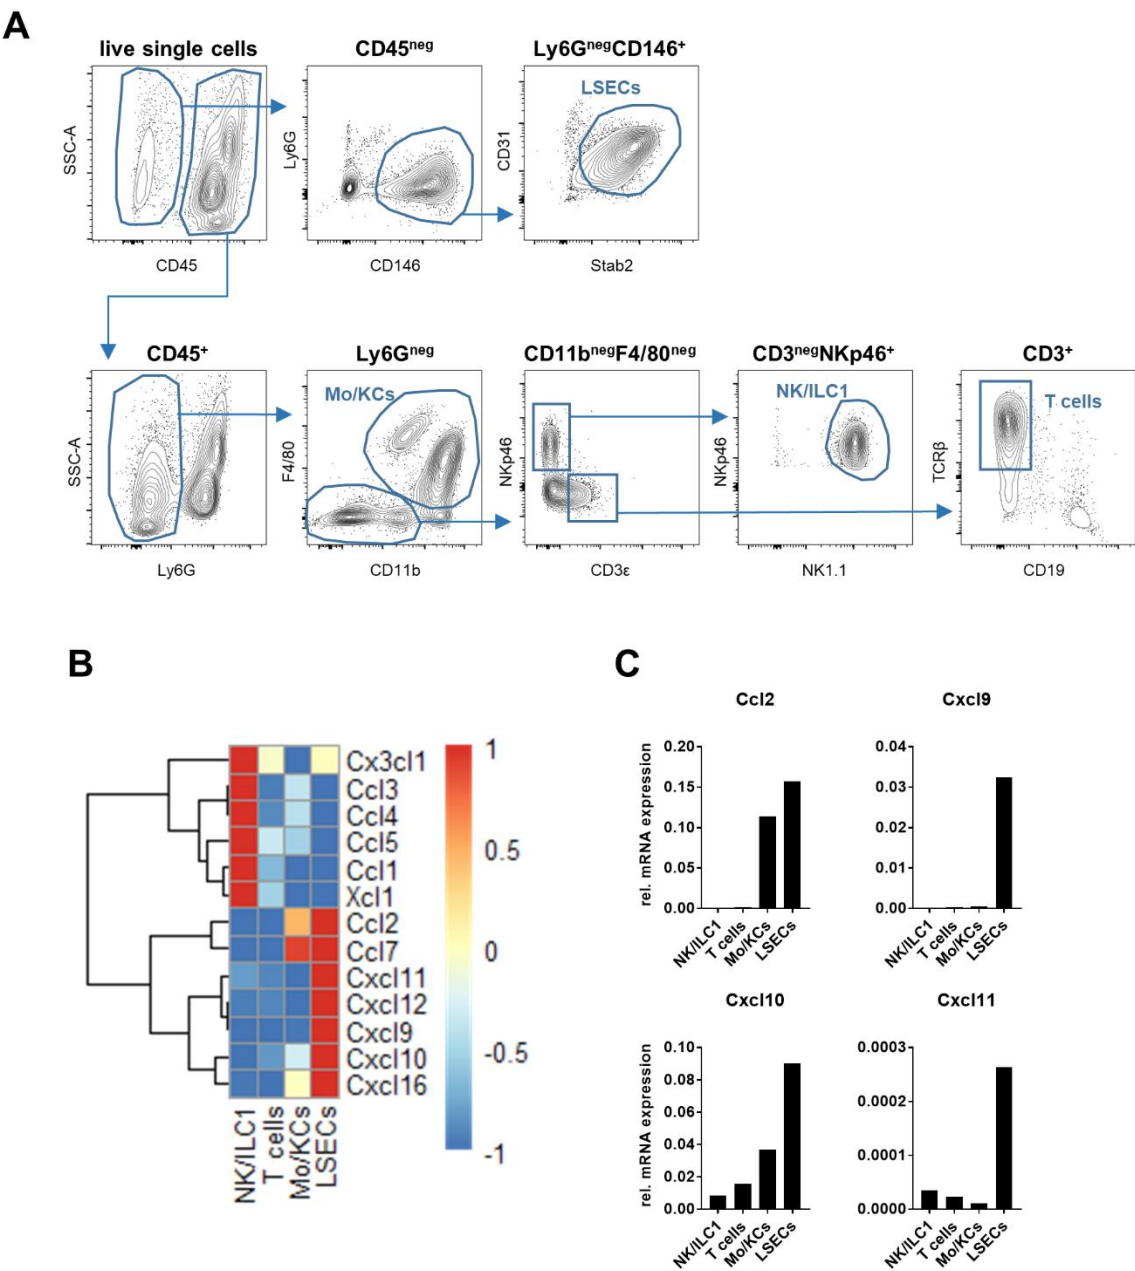 A
live single cells
CD45neg
Ly6GnegCD146+
SSC-A
CD45
Ly6G
CD146
LSECs
CD31
Stab2
CD45+
Ly6Gneg
CD11bnegF4/80neg
CD3negNKp46+
CD3+
SSC-A
Ly6G
Mo/KCs
F4/80
CD11b
NKp46
CD3ε
NK/ILC1
NKp46
NK1.1
T cells
TCRβ
CD19
B
Cx3cl1
Ccl3
Ccl4
Ccl5
Ccl1
Xcl1
Ccl2
Ccl7
Cxcl11
Cxcl12
Cxcl9
Cxcl10
Cxcl16
NK/ILC1
T cells
Mo/KCs
LSECs
1
0.5
0
-0.5
-1
C
Ccl2
rel. mRNA expression
0.20
0.15
0.10
0.05
0.00
NK/ILC1
T cells
Mo/KCs
LSECs
Cxcl9
0.04
0.03
0.02
0.01
0.00
NK/ILC1
T cells
Mo/KCs
LSECs
Cxcl10
rel. mRNA expression
0.10
0.08
0.06
0.04
0.02
0.00
NK/ILC1
T cells
Mo/KCs
LSECs
Cxcl11
0.0003
0.0002
0.0001
0.0000
NK/ILC1
T cells
Mo/KCs
LSECs